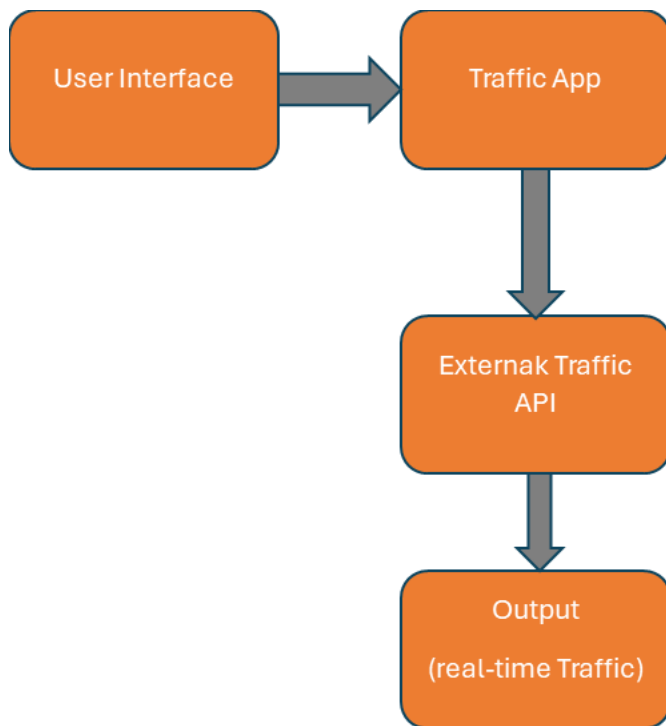 User Interface
Traffic App
Externak Traffic
API
Output
(real-time Traffic)